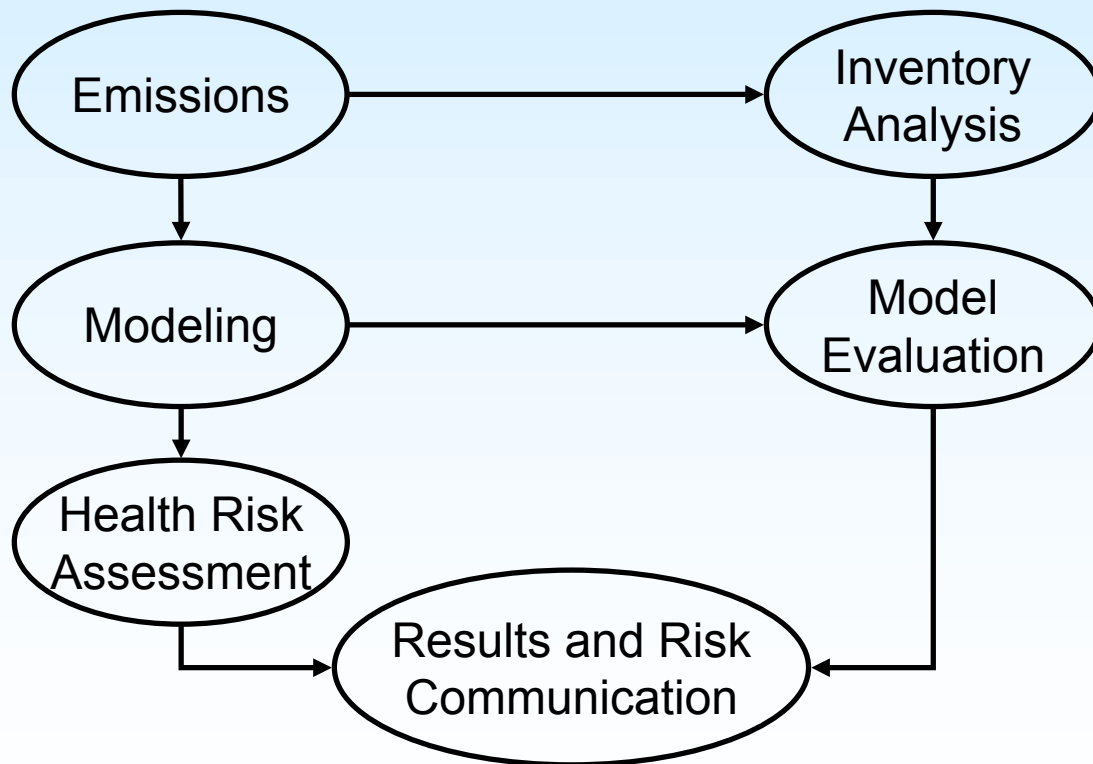 Emissions
Inventory
Analysis
Modeling
Model
Evaluation
Health Risk
Assessment
Results and Risk
Communication